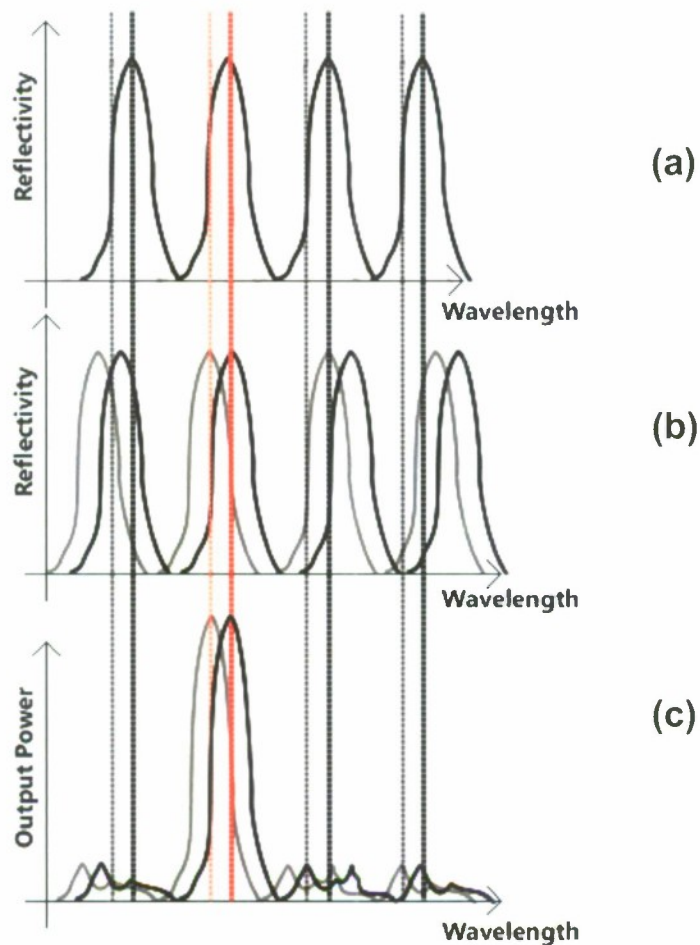 Reflectivity
(a)
Wavelength
Reflectivity
(b)
Wavelength
Output Power
(c)
Wavelength